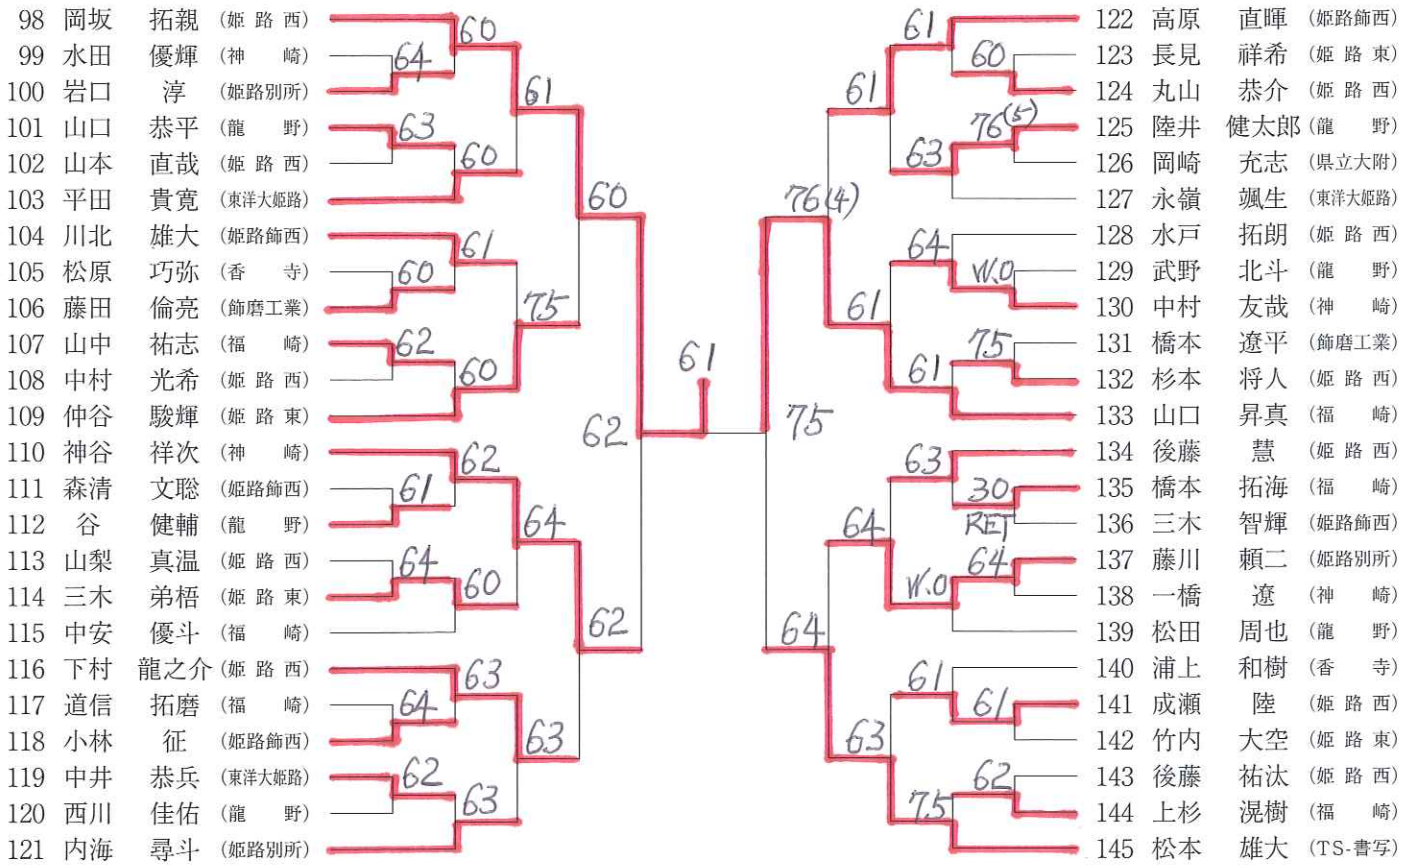 98 岡坂 拓親 (姫路西)
99 水田 優輝 (神崎)
100 岩口 淳 (姫路別所)
101 山口 恭平 (龍野)
102 山本 直哉 (姫路西)
103 平田 貴寛 (東洋大姫路)
104 川北 雄大 (姫路飾西)
105 松原 巧弥 (香寺)
106 藤田 倫亮 (飾磨工業)
107 山中 祐志 (福崎)
108 中村 光希 (姫路西)
109 仲谷 駿輝 (姫路東)
110 神谷 祥次 (神崎)
111 森清 文聡 (姫路飾西)
112 谷 健輔 (龍野)
113 山梨 真温 (姫路西)
114 三木 弟梧 (姫路東)
115 中安 優斗 (福崎)
116 下村 龍之介 (姫路西)
117 道信 拓磨 (福崎)
118 小林 征 (姫路飾西)
119 中井 恭兵 (東洋大姫路)
120 西川 佳佑 (龍野)
121 内海 尋斗 (姫路別所)
60
64
61
63
60
60
61
60
75
62
60
62
62
61
64
64
60
62
63
64
63
62
63
61
61
60
61
76(5)
63
76(4)
64
W.O
61
75
61
75
63
30
RET
64
64
W.O
64
61
61
63
62
75
122 高原 直暉 (姫路飾西)
123 長見 祥希 (姫路東)
124 丸山 恭介 (姫路西)
125 陸井 健太郎 (龍野)
126 岡崎 充志 (県立大附)
127 永嶺 颯生 (東洋大姫路)
128 水戸 拓朗 (姫路西)
129 武野 北斗 (龍野)
130 中村 友哉 (神崎)
131 橋本 遼平 (飾磨工業)
132 杉本 将人 (姫路西)
133 山口 昇真 (福崎)
134 後藤 慧 (姫路西)
135 橋本 拓海 (福崎)
136 三木 智輝 (姫路飾西)
137 藤川 頼二 (姫路別所)
138 一橋 遼 (神崎)
139 松田 周也 (龍野)
140 浦上 和樹 (香寺)
141 成瀬 陸 (姫路西)
142 竹内 大空 (姫路東)
143 後藤 祐汰 (姫路西)
144 上杉 滉樹 (福崎)
145 松本 雄大 (TS-書写)